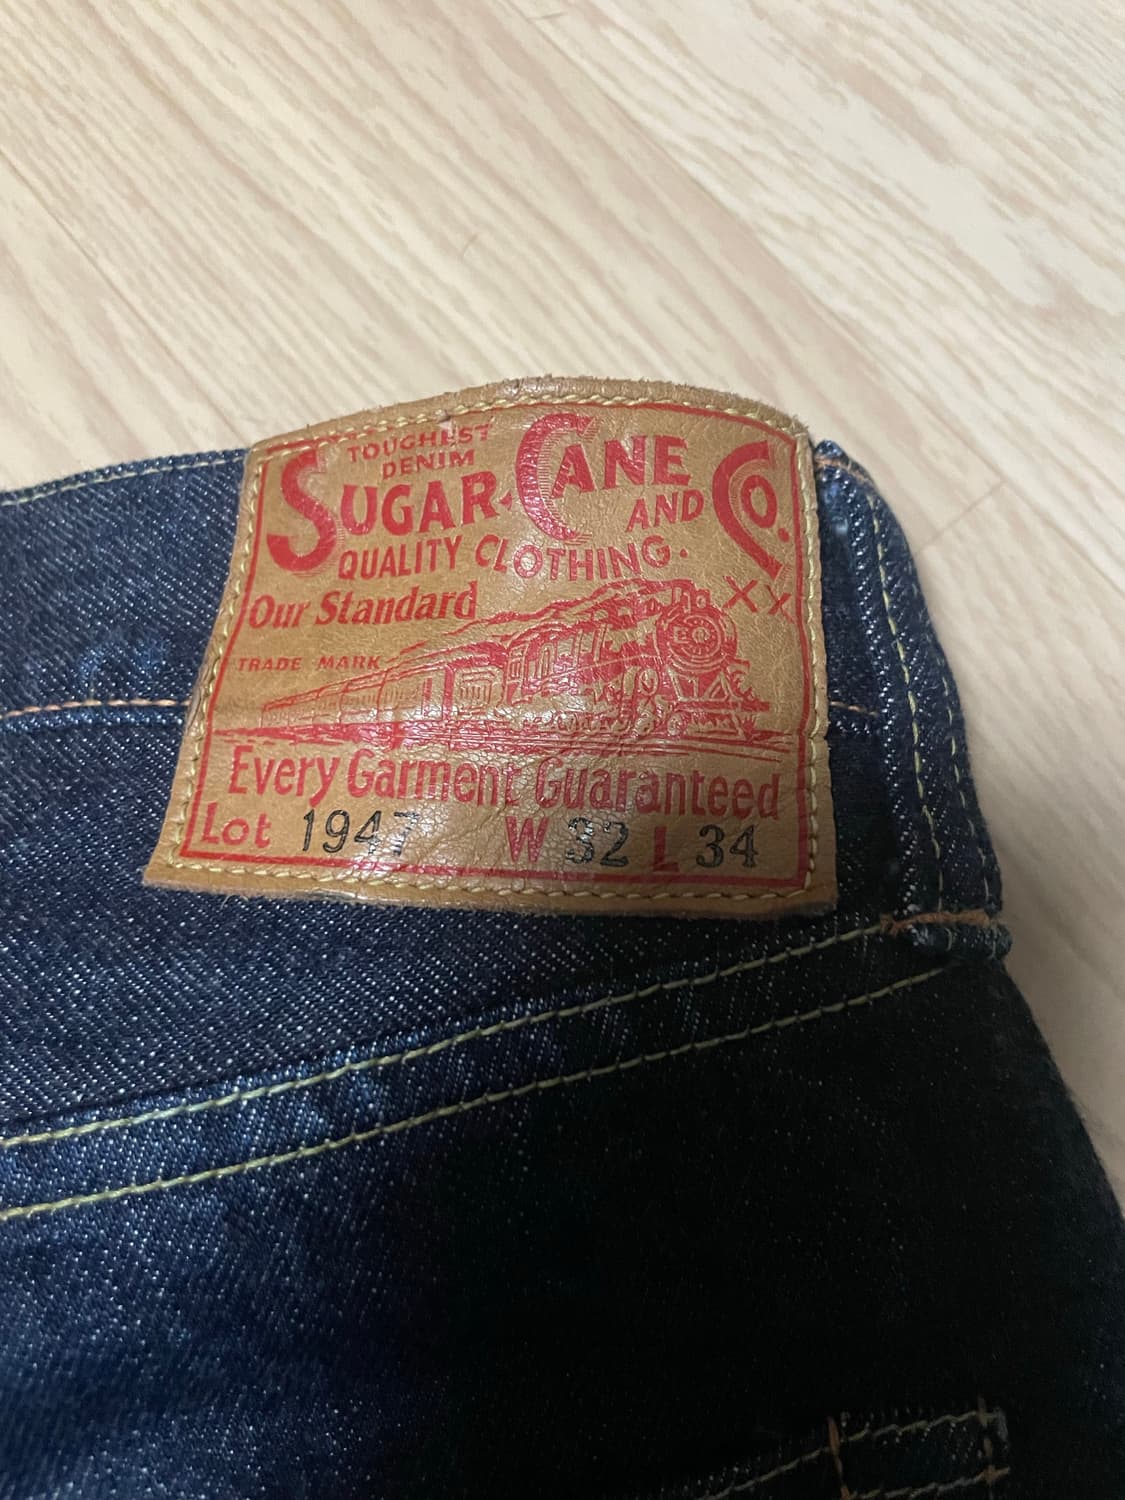 TOUGHEST
DENIM
SUGAR CANE CO.
AND
QUALITY CLOTHING.
XX
Our Standard
TRADE MARK
Every Garment Guaranteed
Lot 1947 W 32 L 34